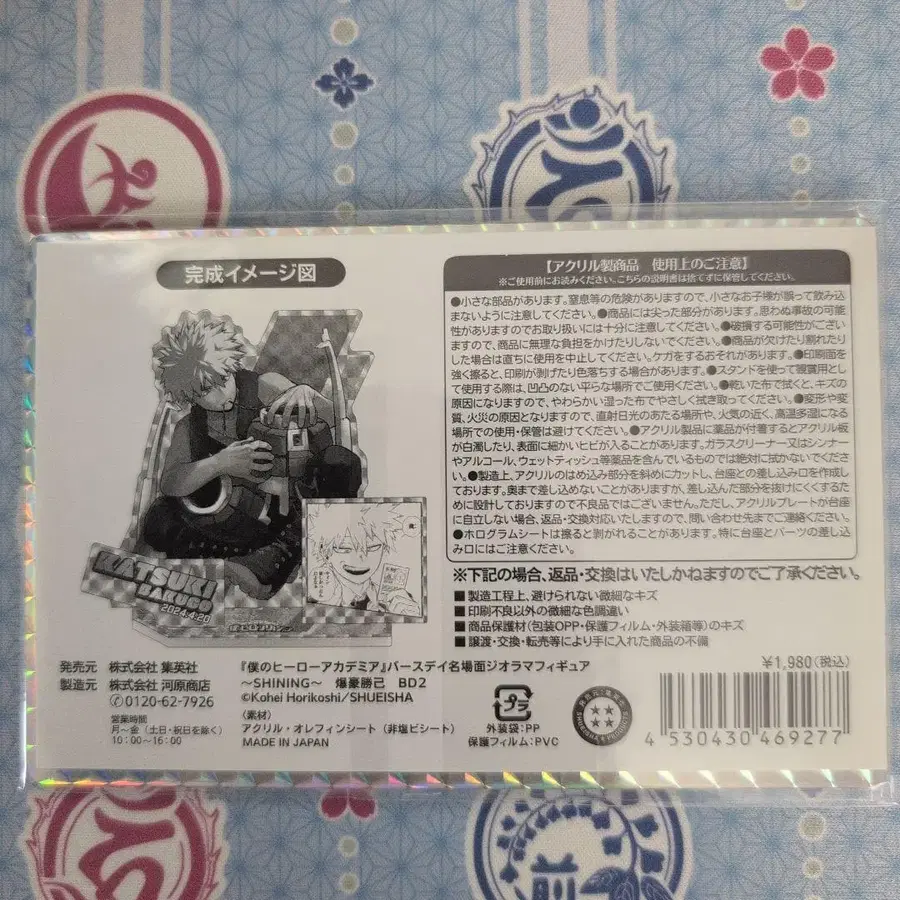 完成イメージ図
KATSUKI
BAKUGO
2024.4.20
【アクリル製商品　使用上のご注意】
※ご使用前にお読みください。こちらの説明書は捨てずに保管してください。
●小さな部品があります。窒息等の危険がありますので、小さなお子様が誤って飲み込
まないように注意してください。●商品には尖った部分があります。思わぬ事故の可能
性がありますのでお取り扱いには十分に注意してください。●破損する可能性がござい
ますので、商品に無理な負担をかけたりしないでください。●商品が欠けたり割れたり
した場合は直ちに使用を中止してください。ケガをするおそれがあります。●印刷面を
強く擦ると、印刷が剥げたり色落ちする場合があります。●スタンドを使って観賞用とし
て使用する際は、凹凸のない平らな場所でご使用ください。●乾いた布で拭くと、キズの
原因になりますので、やわらかい湿った布でやさしく拭き取ってください。●変形や変
質、火災の原因となりますので、直射日光のあたる場所や、火気の近く、高温多湿になる
場所での使用・保管は避けてください。●アクリル製品に薬品が付着するとアクリル板
が白濁したり、表面に細かいヒビが入ることがあります。ガラスクリーナー又はシンナー
やアルコール、ウェットティッシュ等薬品を含んでいるものでは絶対に拭かないでくださ
い。●製造上、アクリルのはめ込み部分を斜めにカットし、台座との差し込み口を作成し
ております。奥まで差し込めないことがありますが、差し込んだ部分を抜けにくくするた
めに設計しておりますので不良品ではございません。ただし、アクリルプレートが台座
に自立しない場合、返品・交換対応いたしますので、問い合わせ先までご連絡ください。
●ホログラムシートは擦ると剥がれることがあります。特に台座とパーツの差し込
み口にはご注意ください。
※下記の場合、返品・交換はいたしかねますのでご了承ください。
■製造工程上、避けられない微細なキズ
■印刷不良以外の微細な色調違い
■商品保護材(包装OPP・保護フィルム・外装箱等)のキズ
■譲渡・交換・転売等により手に入れた商品の不備
発売元　株式会社 集英社
製造元　株式会社 河原商店
✆0120-62-7926
営業時間
月～金（土日・祝日を除く）
10:00～16:00
『僕のヒーローアカデミア』バースデイ名場面ジオラマフィギュア
～SHINING～　爆豪勝己　BD2
©Kohei Horikoshi/SHUEISHA
〈素材〉
アクリル・オレフィンシート（非塩ビシート）
MADE IN JAPAN
プラ
外装袋:PP
保護フィルム:PVC
¥1,980(税込)
4 530430 469277